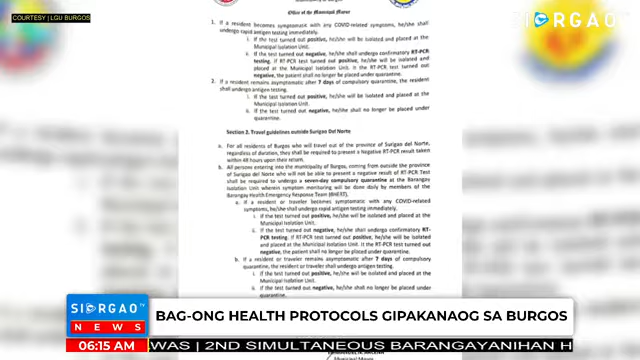 COURTESY | LGU BURGOS
SIARGAO TV
Office of the Municipal Mayor
1. If a resident becomes symptomatic with any COVID-related symptoms, he/she shall
undergo rapid antigen testing immediately.
i. If the test turned out positive, he/she will be isolated and placed at the
Municipal Isolation Unit.
ii. If the test turned out negative, he/she shall undergo confirmatory RT-PCR
testing. If RT-PCR test turned out positive, he/she will be isolated and
placed at the Municipal Isolation Unit. It the RT-PCR test turned out
negative, the patient shall no longer be placed under quarantine.
2. If a resident remains asymptomatic after 7 days of compulsory quarantine, the resident
shall undergo antigen testing.
i. If the test turned out positive, he/she will be isolated and placed at the
Municipal Isolation Unit.
ii. If the test turned out negative, he/she shall no longer be placed under
quarantine.
Section 2. Travel guidelines outside Surigao Del Norte
a. For all residents of Burgos who will travel out of the province of Surigao del Norte,
regardless of duration, they shall be required to present a Negative RT-PCR result taken
within 48 hours upon their return.
b. All persons entering into the municipality of Burgos, coming from outside the province
of Surigao del Norte who will not be able to present a negative result of RT-PCR Test
shall be required to undergo a seven-day compulsory quarantine at the Barangay
Isolation Unit wherein symptom monitoring will be done daily by members of the
Barangay Health Emergency Response Team (BHERT).
a. If a resident or traveler becomes symptomatic with any COVID-related
symptoms, he/she shall undergo rapid antigen testing immediately.
i. If the test turned out positive, he/she will be isolated and placed at the
Municipal Isolation Unit.
ii. If the test turned out negative, he/she shall undergo confirmatory RT-
PCR testing. If RT-PCR test turned out positive, he/she will be isolated
and placed at the Municipal Isolation Unit. It the RT-PCR test turned out
negative, the patient shall no longer be placed under quarantine.
b. If a resident or traveler remains asymptomatic after 7 days of compulsory
quarantine, the resident or traveler shall undergo antigen testing.
i. If the test turned out positive, he/she will be isolated and placed at the
Municipal Isolation Unit.
ii. If the test turned out negative, he/she shall no longer be placed under
quarantine.
SIARGAO TV
NEWS
BAG-ONG HEALTH PROTOCOLS GIPAKANAOG SA BURGOS
06:15 AM
WAS | 2ND SIMULTANEOUS BARANGAYANIHAN H